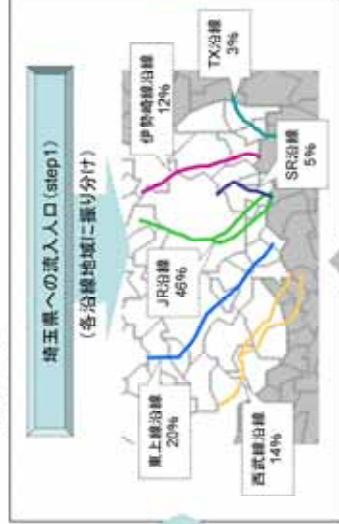 埼玉県への流入人口(step1)
(各沿線地域に振り分け)
東上線沿線
20%
JR沿線
46%
伊勢崎線沿線
12%
TX沿線
3%
西武線沿線
14%
SR沿線
5%